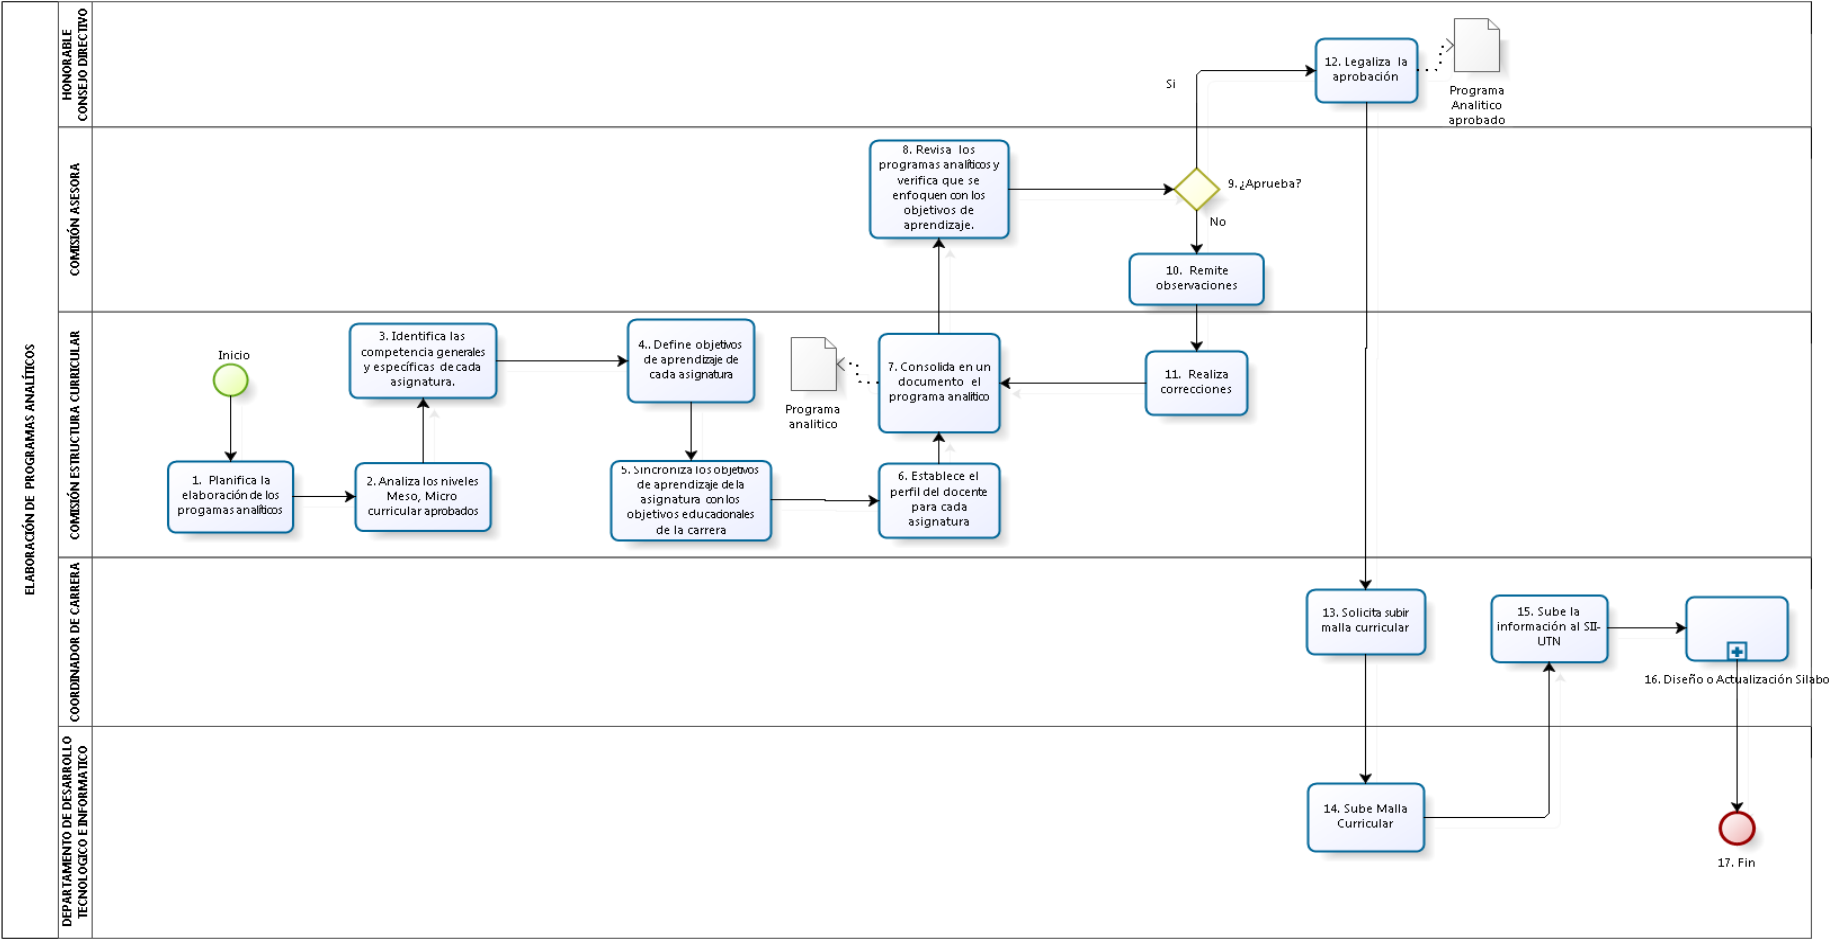 ELABORACIÓN DE PROGRAMAS ANALÍTICOS
HONORABLE
CONSEJO DIRECTIVO
12. Legaliza la
aprobación
Programa
Analitico
aprobado
Si
COMISIÓN ASESORA
8. Revisa los
programas analíticos y
verifica que se
enfoquen con los
objetivos de
aprendizaje.
9. ¿Aprueba?
No
10. Remite
observaciones
COMISIÓN ESTRUCTURA CURRICULAR
Inicio
1. Planifica la
elaboración de los
progamas analíticos
2. Analiza los niveles
Meso, Micro
curricular aprobados
3. Identifica las
competencia generales
y específicas de cada
asignatura.
4.. Define objetivos
de aprendizaje de
cada asignatura
5. Sincroniza los objetivos
de aprendizaje de la
asignatura con los
objetivos educacionales
de la carrera
6. Establece el
perfil del docente
para cada
asignatura
7. Consolida en un
documento el
programa analítico
Programa
analitico
11. Realiza
correcciones
COORDINADOR DE CARRERA
13. Solicita subir
malla curricular
15. Sube la
información al SII-
UTN
16. Diseño o Actualización Silabo
DEPARTAMENTO DE DESARROLLO
TECNOLOGICO E INFORMATICO
14. Sube Malla
Curricular
17. Fin